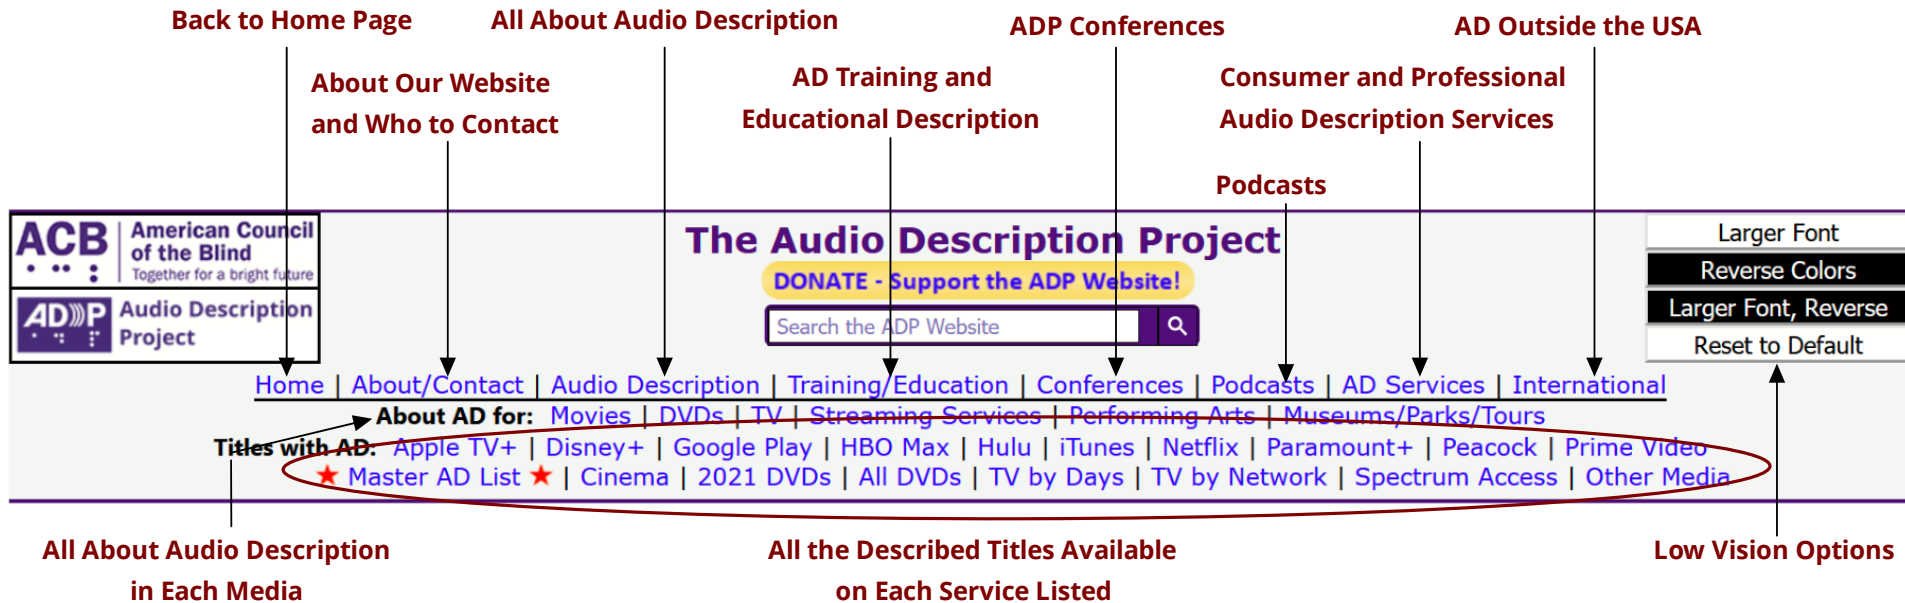 Back to Home Page
All About Audio Description
ADP Conferences
AD Outside the USA
About Our Website
and Who to Contact
AD Training and
Educational Description
Consumer and Professional
Audio Description Services
Podcasts
ACB
American Council
of the Blind
Together for a bright future
ADP
Audio Description
Project
The Audio Description Project
DONATE - Support the ADP Website!
Search the ADP Website
Larger Font
Reverse Colors
Larger Font, Reverse
Reset to Default
Home | About/Contact | Audio Description | Training/Education | Conferences | Podcasts | AD Services | International
About AD for: Movies | DVDs | TV | Streaming Services | Performing Arts | Museums/Parks/Tours
Titles with AD: Apple TV+ | Disney+ | Google Play | HBO Max | Hulu | iTunes | Netflix | Paramount+ | Peacock | Prime Video
★ Master AD List ★ | Cinema | 2021 DVDs | All DVDs | TV by Days | TV by Network | Spectrum Access | Other Media
All About Audio Description
in Each Media
All the Described Titles Available
on Each Service Listed
Low Vision Options